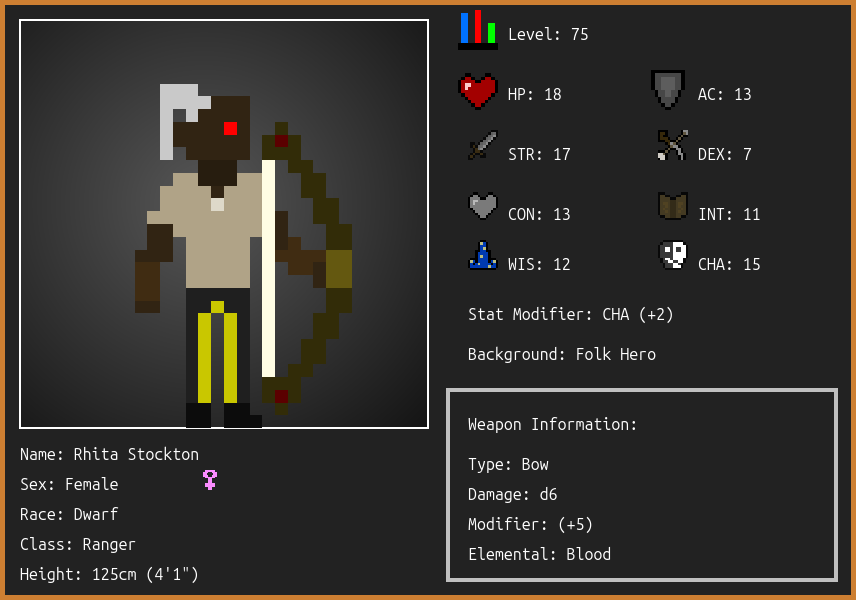 Level: 75
HP: 18
AC: 13
STR: 17
DEX: 7
CON: 13
INT: 11
WIS: 12
CHA: 15
Stat Modifier: CHA (+2)
Background: Folk Hero
Weapon Information:
Type: Bow
Damage: d6
Modifier: (+5)
Elemental: Blood
Name: Rhita Stockton
Sex: Female
Race: Dwarf
Class: Ranger
Height: 125cm (4'1")